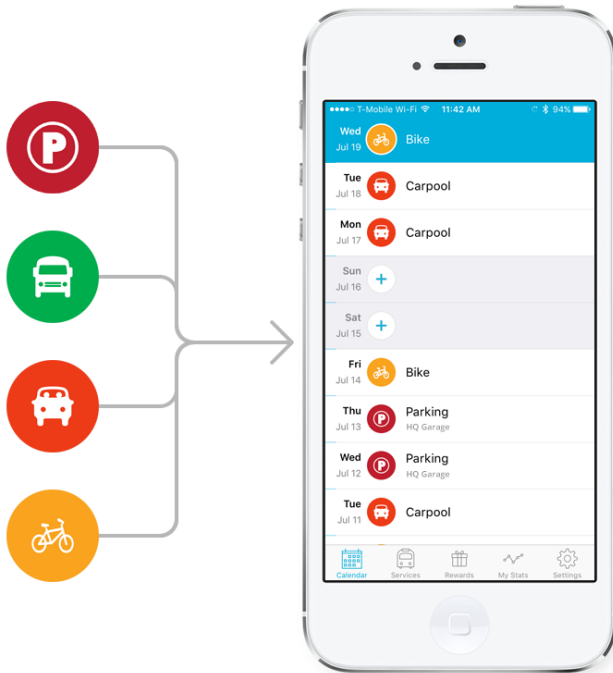 P
T-Mobile Wi-Fi 11:42 AM 94%
Wed
Jul 19
Bike
Tue
Jul 18
Carpool
Mon
Jul 17
Carpool
Sun
Jul 16
+
Sat
Jul 15
+
Fri
Jul 14
Bike
Thu
Jul 13
P
Parking
HQ Garage
Wed
Jul 12
P
Parking
HQ Garage
Tue
Jul 11
Carpool
Calendar Services Rewards My Stats Settings